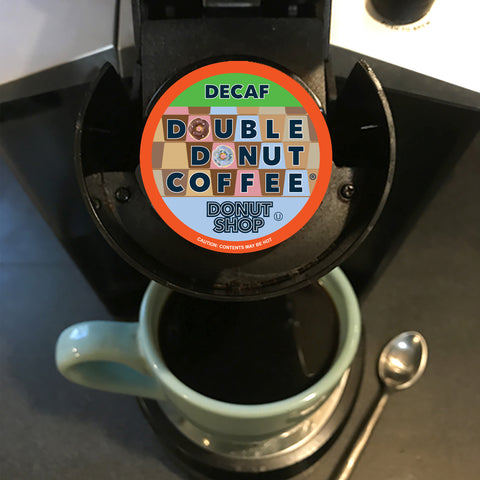 DECAF
DOUBLE
DONUT
COFFEE®
DONUT
SHOP Ⓤ
CAUTION: CONTENTS MAY BE HOT